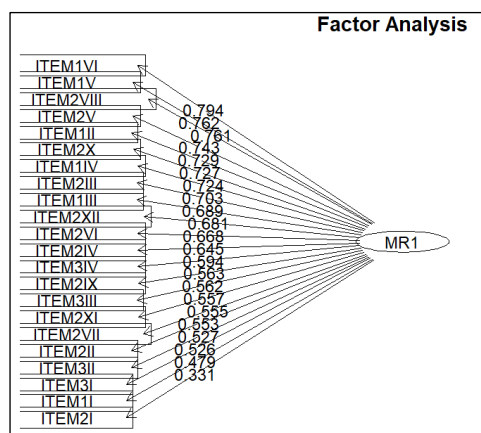 Factor Analysis
ITEM1VI
ITEM1V
ITEM2VIII
ITEM2V
ITEM1II
ITEM2X
ITEM1IV
ITEM2III
ITEM1III
ITEM2XII
ITEM2VI
ITEM2IV
ITEM3IV
ITEM2IX
ITEM3III
ITEM2XI
ITEM2VII
ITEM2II
ITEM3II
ITEM3I
ITEM1I
ITEM2I
0.794
0.762
0.761
0.743
0.729
0.727
0.724
0.703
0.689
0.681
0.668
0.645
0.594
0.563
0.562
0.557
0.555
0.553
0.527
0.526
0.479
0.331
MR1